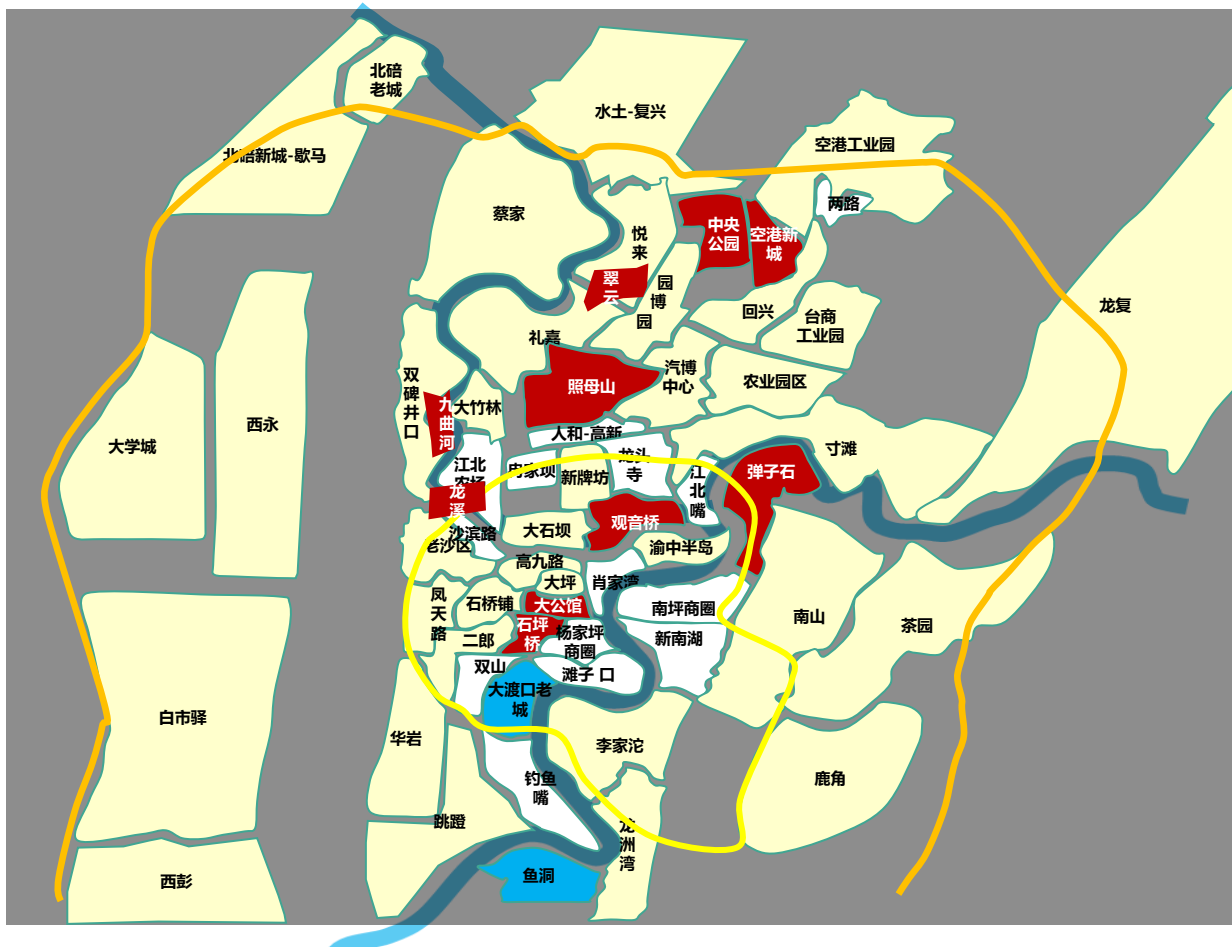 北碚
老城
水土-复兴
空港工业园
北碚新城-歇马
两路
蔡家
中央
公园
空港新
城
悦
来
翠
云
园
博
园
龙复
回兴
台商
工业园
礼嘉
汽博
中心
农业园区
照母山
双
碑
井
口
大竹林
九
曲
河
西永
大学城
人和-高新
寸滩
江北
农场
冉家坝
新牌坊
龙头
寺
江
北
嘴
弹子石
龙
溪
观音桥
沙滨路
老沙区
大石坝
渝中半岛
高九路
大坪
肖家湾
凤
天
路
石桥铺
大公馆
南坪商圈
南山
茶园
石坪
桥
杨家坪
商圈
新南湖
二郎
双山
滩子 口
大渡口老
城
白市驿
华岩
李家沱
钓鱼
嘴
鹿角
跳蹬
龙
洲
湾
西彭
鱼洞